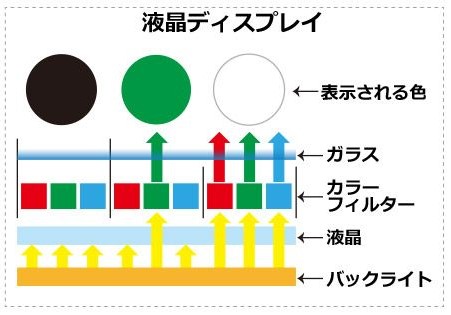 液晶ディスプレイ
表示される色
ガラス
カラー
フィルター
液晶
バックライト